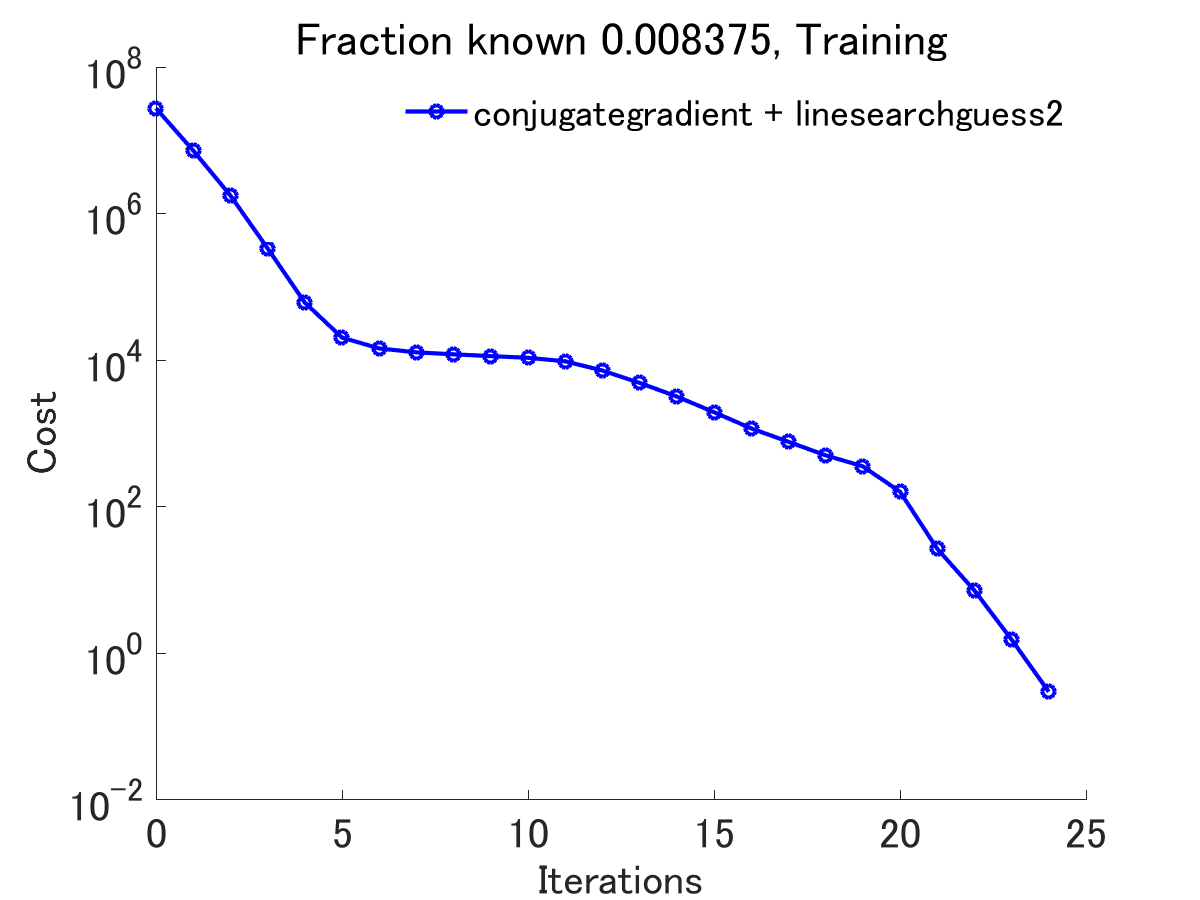 Fraction known 0.008375, Training
conjugategradient + linesearchguess2
10^8
10^6
10^4
10^2
10^0
10^-2
Cost
0 5 10 15 20 25
Iterations